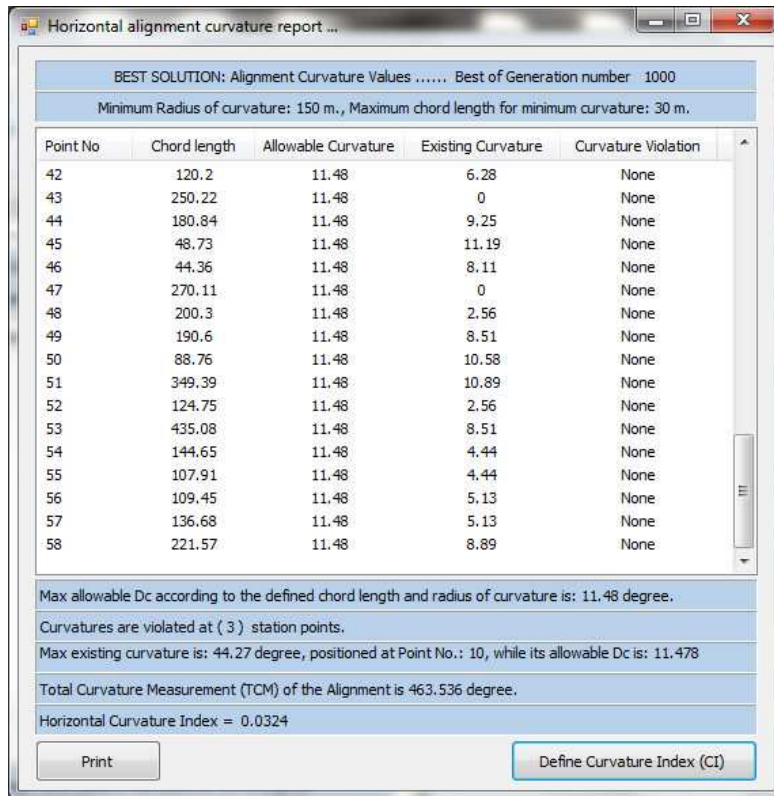 Horizontal alignment curvature report ...
BEST SOLUTION: Alignment Curvature Values ...... Best of Generation number 1000
Minimum Radius of curvature: 150 m., Maximum chord length for minimum curvature: 30 m.
Point No Chord length Allowable Curvature Existing Curvature Curvature Violation
42 120.2 11.48 6.28 None
43 250.22 11.48 0 None
44 180.84 11.48 9.25 None
45 48.73 11.48 11.19 None
46 44.36 11.48 8.11 None
47 270.11 11.48 0 None
48 200.3 11.48 2.56 None
49 190.6 11.48 8.51 None
50 88.76 11.48 10.58 None
51 349.39 11.48 10.89 None
52 124.75 11.48 2.56 None
53 435.08 11.48 8.51 None
54 144.65 11.48 4.44 None
55 107.91 11.48 4.44 None
56 109.45 11.48 5.13 None
57 136.68 11.48 5.13 None
58 221.57 11.48 8.89 None
Max allowable Dc according to the defined chord length and radius of curvature is: 11.48 degree.
Curvatures are violated at ( 3 ) station points.
Max existing curvature is: 44.27 degree, positioned at Point No.: 10, while its allowable Dc is: 11.478
Total Curvature Measurement (TCM) of the Alignment is 463.536 degree.
Horizontal Curvature Index = 0.0324
Print Define Curvature Index (CI)